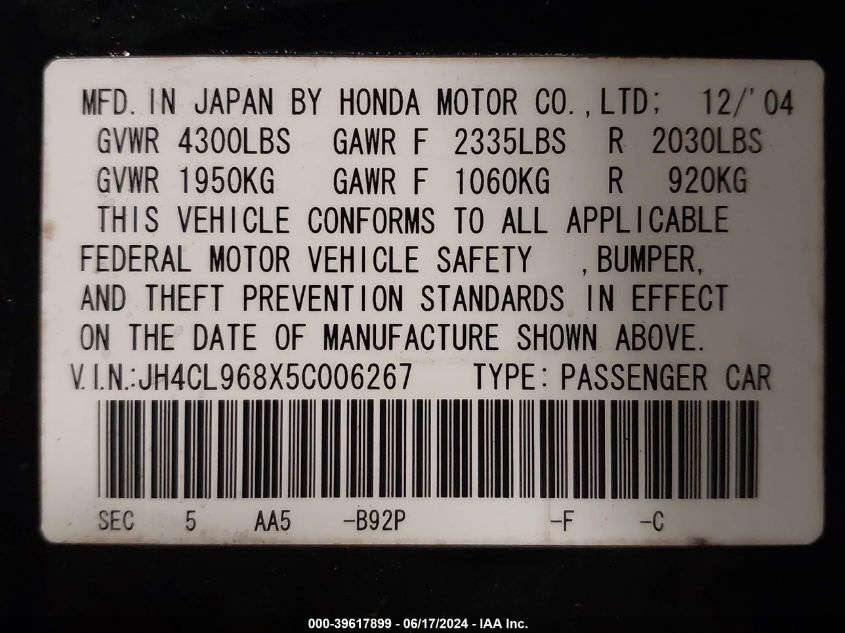 MFD. IN JAPAN BY HONDA MOTOR CO., LTD; 12/'04
GVWR 4300LBS GAWR F 2335LBS R 2030LBS
GVWR 1950KG GAWR F 1060KG R 920KG
THIS VEHICLE CONFORMS TO ALL APPLICABLE
FEDERAL MOTOR VEHICLE SAFETY , BUMPER,
AND THEFT PREVENTION STANDARDS IN EFFECT
ON THE DATE OF MANUFACTURE SHOWN ABOVE.
V.I.N.:JH4CL968X5C006267 TYPE: PASSENGER CAR
SEC 5 AA5 -B92P -F -C
000-39617899 - 06/17/2024 - IAA Inc.